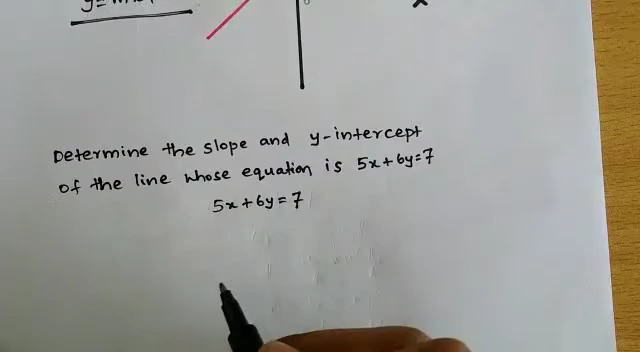 Determine the slope and y-intercept
of the line whose equation is 5x+6y=7
5x+6y=7